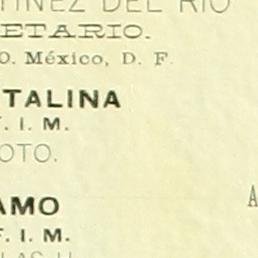 TINEZ DEL RIO
ETARIO.
O. México, D. F.
TALINA
F. I. M.
OTO.
AMO
F. I. M.
A